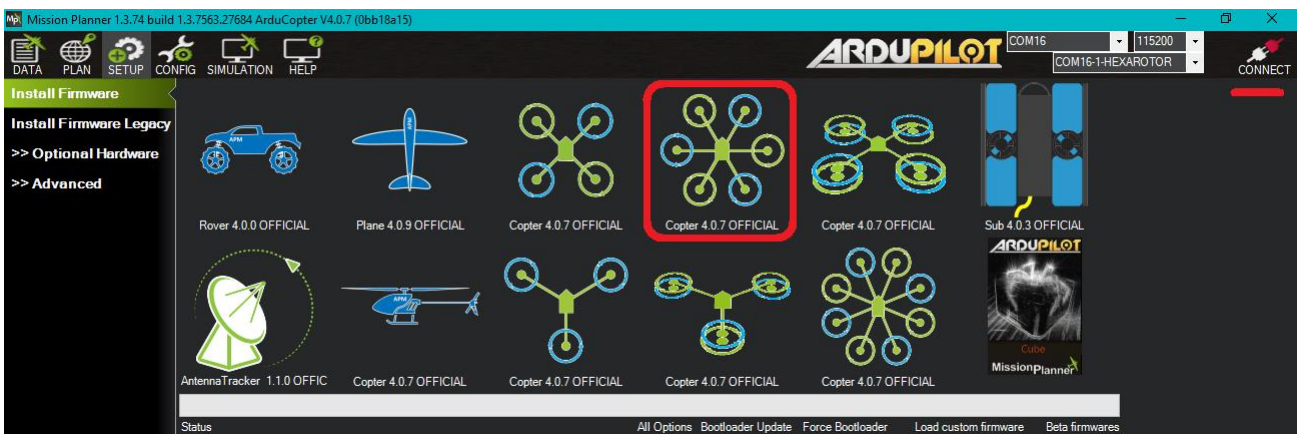 Mission Planner 1.3.74 build 1.3.7563.27684 ArduCopter V4.0.7 (0bb18a15)
DATA PLAN SETUP CONFIG SIMULATION HELP
ARDUPILOT
COM16 115200
COM16-1-HEXAROTOR
CONNECT
Install Firmware
Install Firmware Legacy
>> Optional Hardware
>> Advanced
APM
APM
Rover 4.0.0 OFFICIAL Plane 4.0.9 OFFICIAL Copter 4.0.7 OFFICIAL Copter 4.0.7 OFFICIAL Copter 4.0.7 OFFICIAL Sub 4.0.3 OFFICIAL
ARDUPILOT
APM
Cube
Mission Planner
AntennaTracker 1.1.0 OFFIC Copter 4.0.7 OFFICIAL Copter 4.0.7 OFFICIAL Copter 4.0.7 OFFICIAL Copter 4.0.7 OFFICIAL
Status All Options Bootloader Update Force Bootloader Load custom firmware Beta firmwares